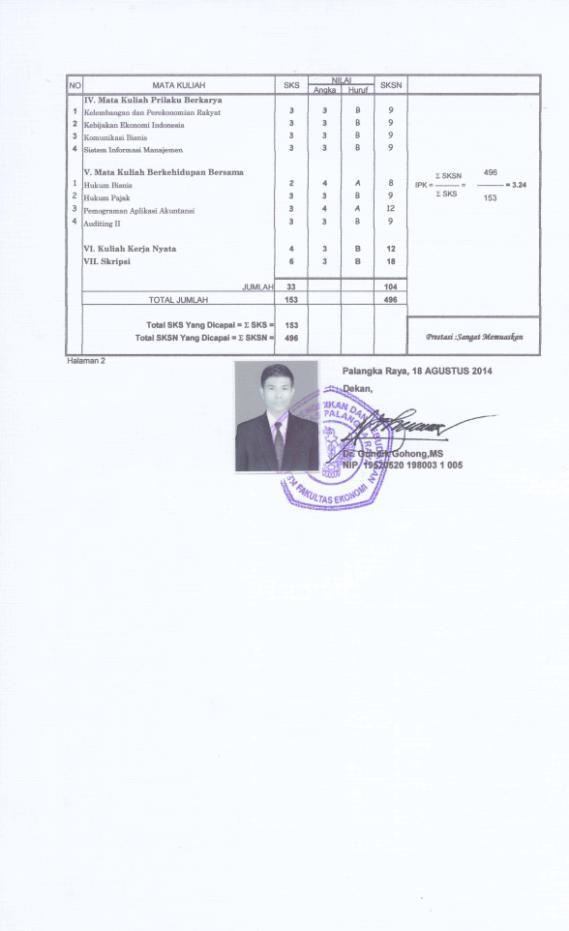 NO MATA KULIAH SKS NILAI SKSN
Angka Huruf
IV. Mata Kuliah Prilaku Berkarya
1 Kelembangan dan Perekonomian Rakyat 3 3 B 9
2 Kebijakan Ekonomi Indonesia 3 3 B 9
3 Komunikasi Bisnis 3 3 B 9
4 Sistem Informasi Manajemen 3 3 B 9
V. Mata Kuliah Berkehidupan Bersama
1 Hukum Bisnis 2 4 A 8
2 Hukum Pajak 3 3 B 9
3 Pemograman Aplikasi Akuntansi 3 4 A 12
4 Auditing II 3 3 B 9
VI. Kuliah Kerja Nyata 4 3 B 12
VII. Skripsi 6 3 B 18
JUMLAH 33 104
TOTAL JUMLAH 153 496
Total SKS Yang Dicapai = Σ SKS = 153
Total SKSN Yang Dicapai = Σ SKSN = 496
Σ SKSN 496
IPK = = = 3.24
Σ SKS 153
Prestasi :Sangat Memuaskan
Halaman 2
Palangka Raya, 18 AGUSTUS 2014
Dekan,
Gohong,MS
NIP. 19520520 198003 1 005
FAKULTAS EKONOMI